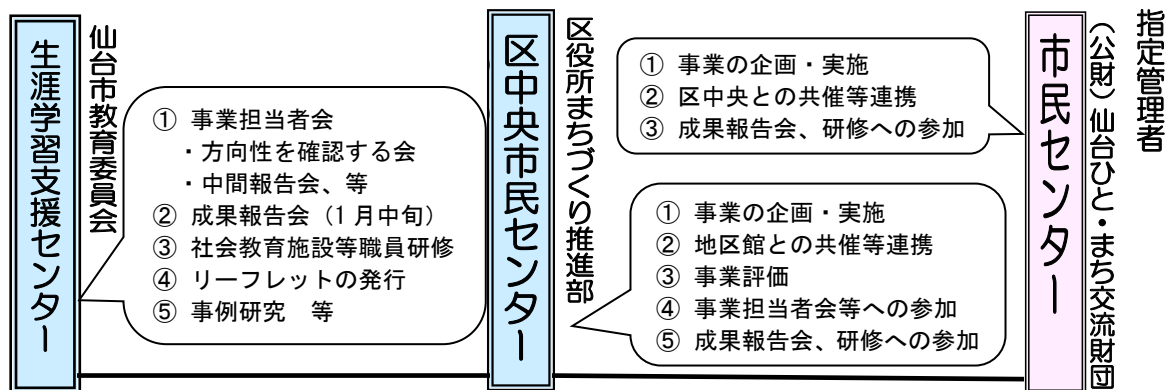 生涯学習支援センター
仙台市教育委員会
① 事業担当者会
・方向性を確認する会
・中間報告会、等
② 成果報告会（1月中旬）
③ 社会教育施設等職員研修
④ リーフレットの発行
⑤ 事例研究　等
区中央市民センター
区役所まちづくり推進部
① 事業の企画・実施
② 区中央との共催等連携
③ 成果報告会、研修への参加
① 事業の企画・実施
② 地区館との共催等連携
③ 事業評価
④ 事業担当者会等への参加
⑤ 成果報告会、研修への参加
市民センター
（公財）仙台ひと・まち交流財団
指定管理者